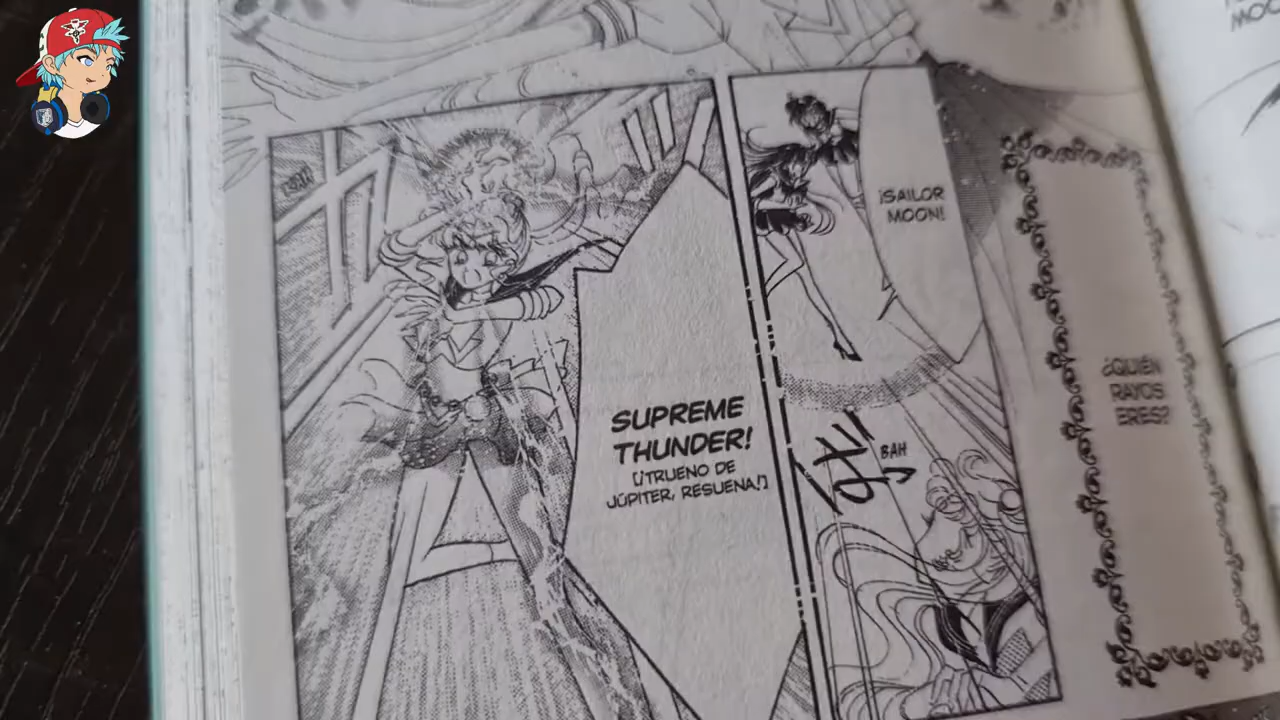 SUPREME
THUNDER!
[¡TRUENO DE
JÚPITER, RESUENA!]
¡SAILOR
MOON!
BAH
¿QUIÉN
RAYOS
ERES?